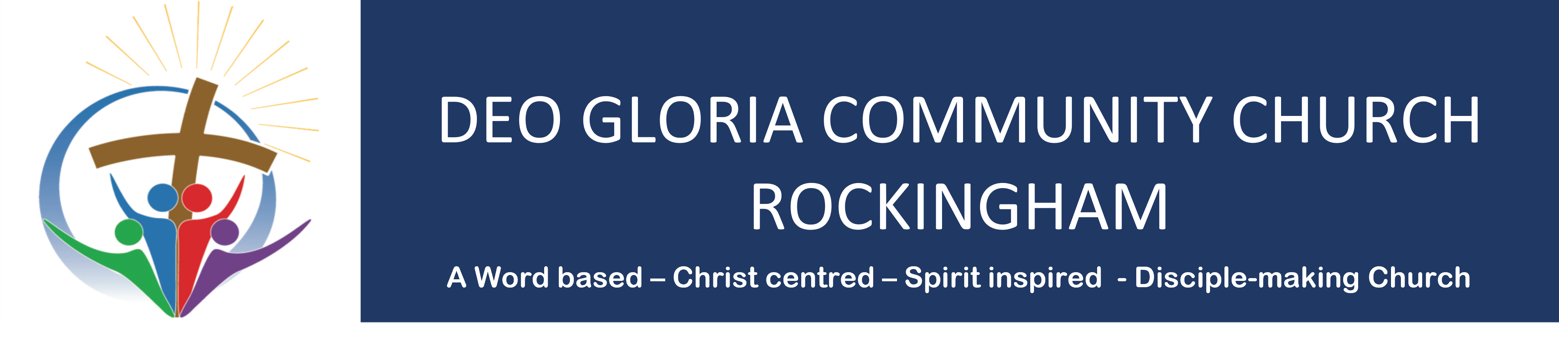 DEO GLORIA COMMUNITY CHURCH
ROCKINGHAM
A Word based – Christ centred – Spirit inspired - Disciple-making Church